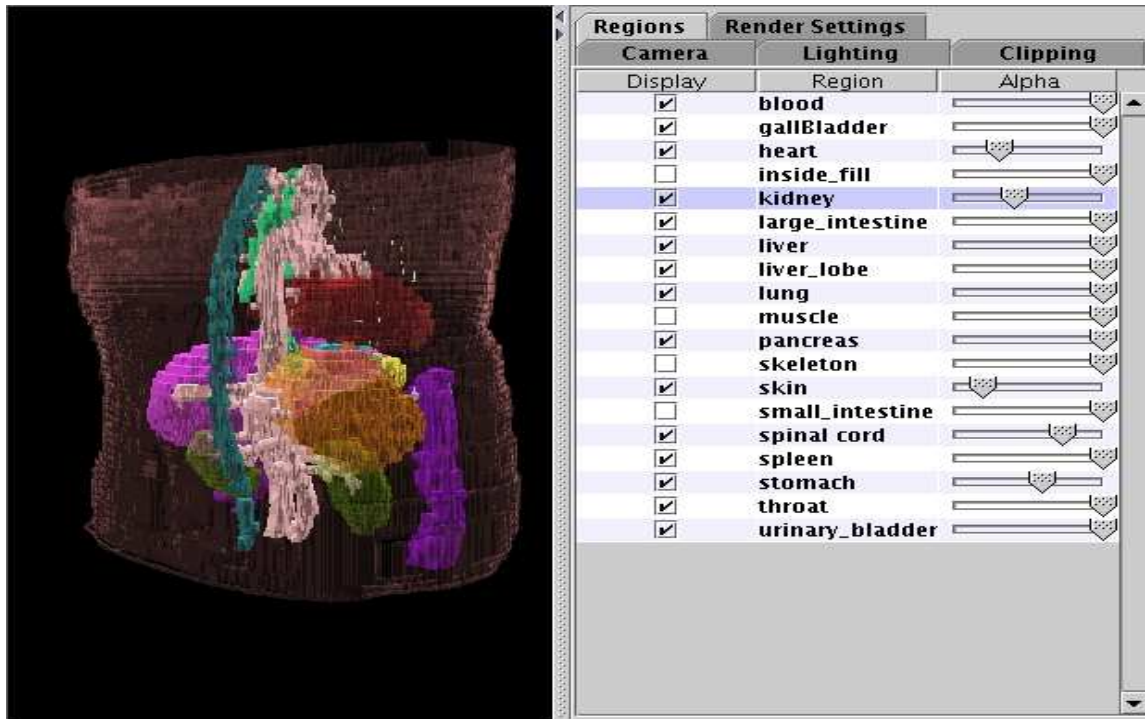 Regions Render Settings
Camera Lighting Clipping
Display Region Alpha
blood
gallBladder
heart
inside_fill
kidney
large_intestine
liver
liver_lobe
lung
muscle
pancreas
skeleton
skin
small_intestine
spinal cord
spleen
stomach
throat
urinary_bladder